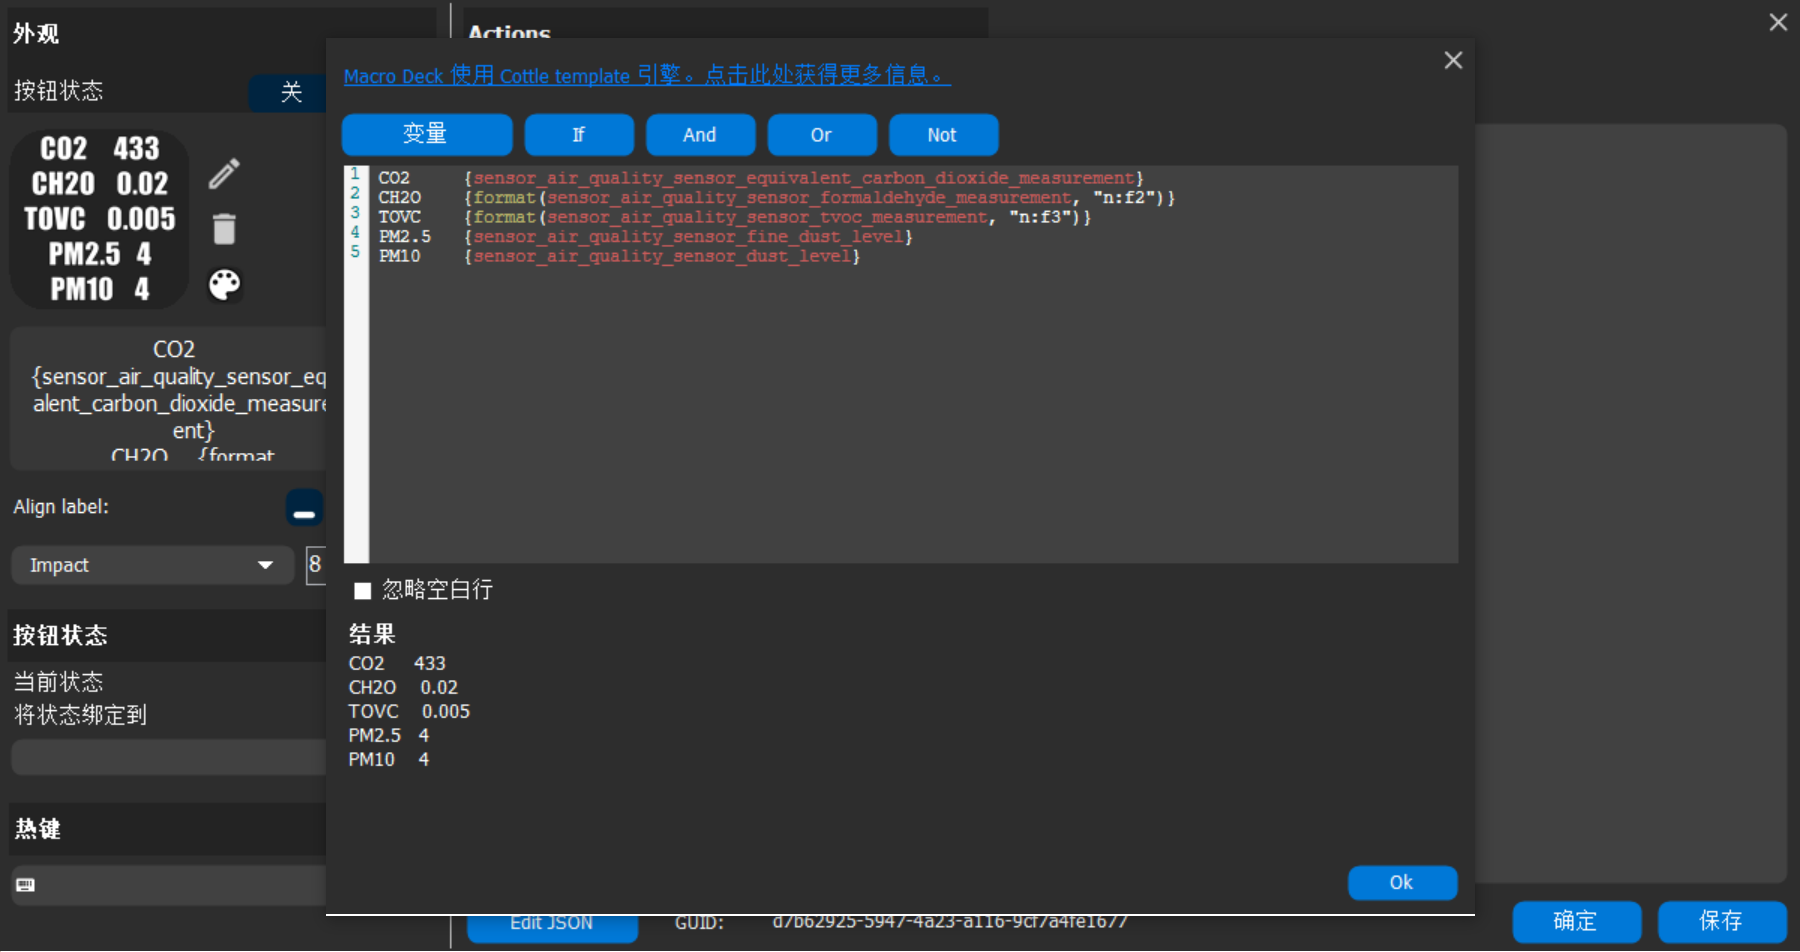 外观
按钮状态
关
CO2 433
CH2O 0.02
TOVC 0.005
PM2.5 4
PM10 4
CO2
{sensor_air_quality_sensor_eq
alent_carbon_dioxide_measure
ent}
CH2O {format
Align label:
Impact
8
按钮状态
当前状态
将状态绑定到
热键
Actions
Macro Deck 使用 Cottle template 引擎。点击此处获得更多信息。
变量
If
And
Or
Not
1 CO2 {sensor_air_quality_sensor_equivalent_carbon_dioxide_measurement}
2 CH2O {format(sensor_air_quality_sensor_formaldehyde_measurement, "n:f2")}
3 TOVC {format(sensor_air_quality_sensor_tvoc_measurement, "n:f3")}
4 PM2.5 {sensor_air_quality_sensor_fine_dust_level}
5 PM10 {sensor_air_quality_sensor_dust_level}
忽略空白行
结果
CO2 433
CH2O 0.02
TOVC 0.005
PM2.5 4
PM10 4
Ok
Edit JSON
GUID:
d7b62925-5947-4a23-a116-9cf7a4fe1677
确定
保存